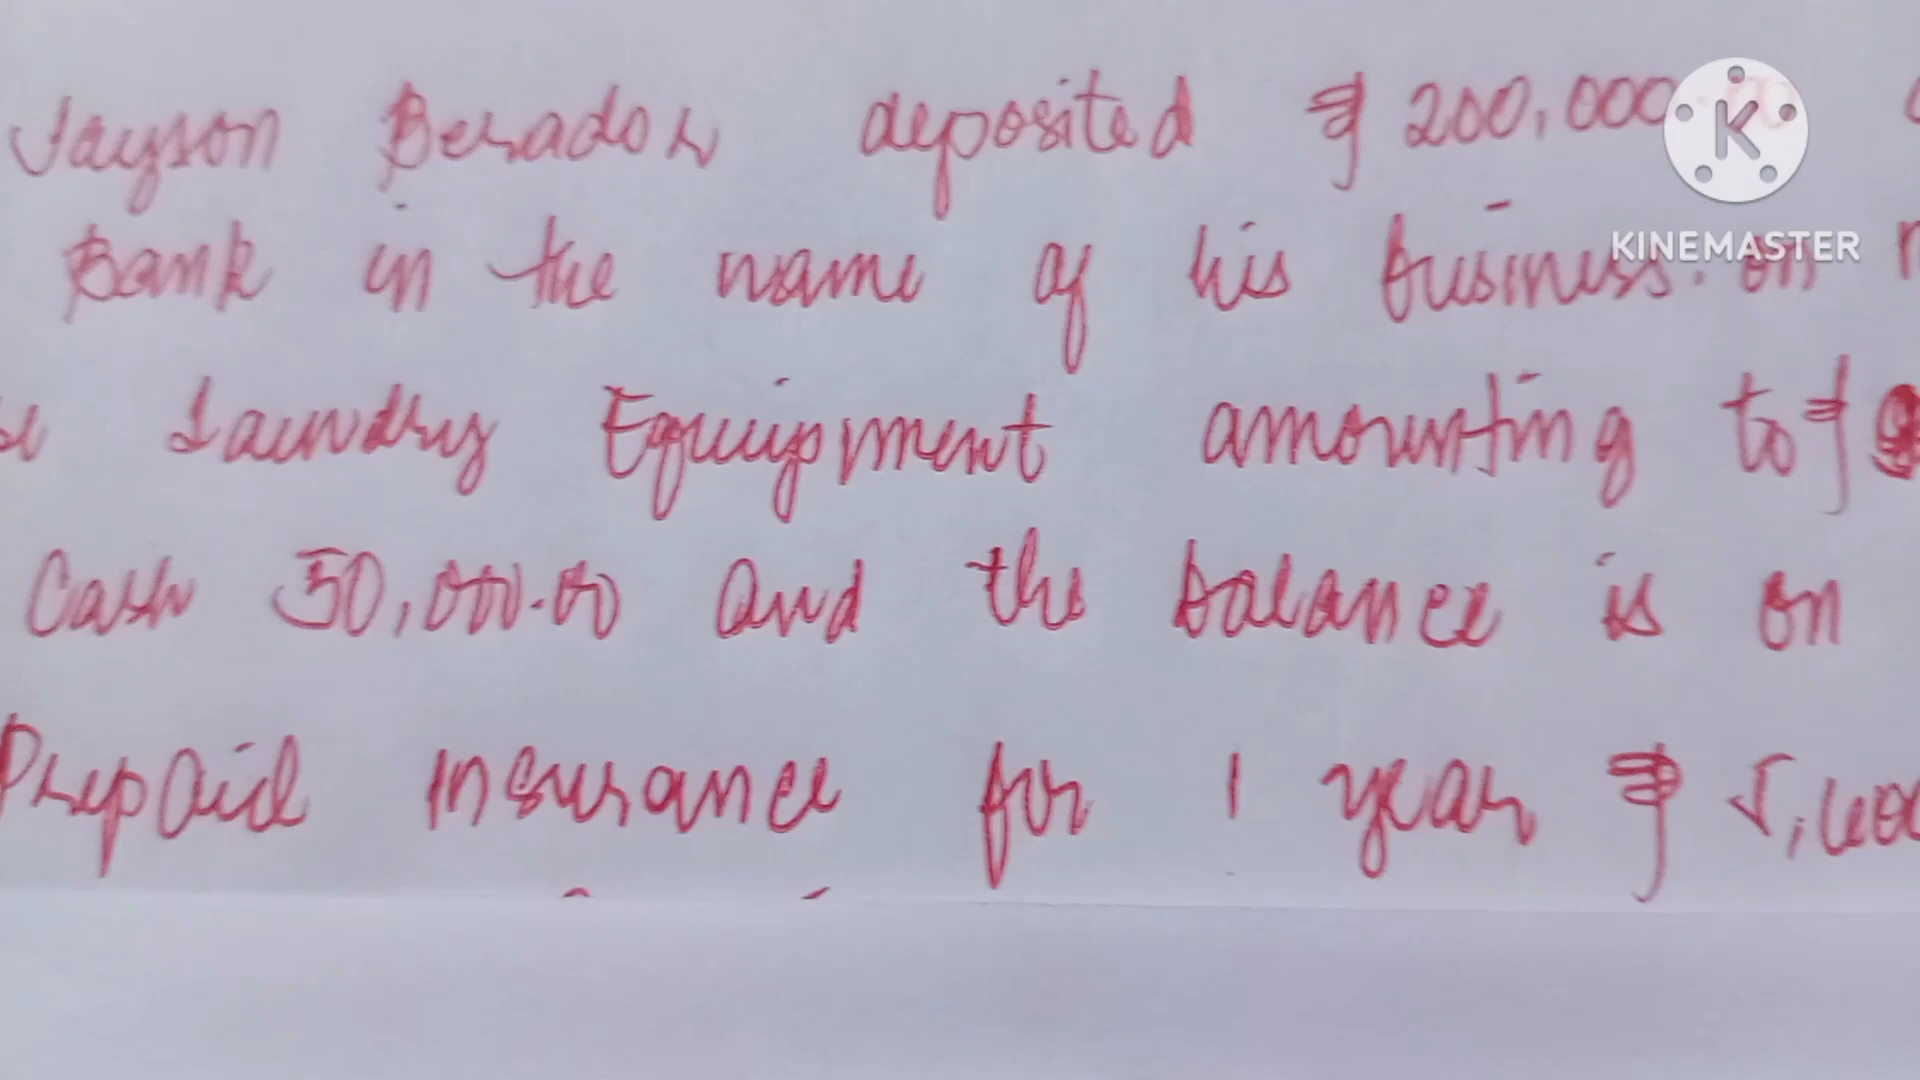 Jayson Berador deposited ₱ 200,000
Bank in the name of his business. on
Laundry Equipment amounting to ₱
Cash 50,000.00 and the balance is on
Prepaid Insurance for 1 year ₱
KINEMASTER